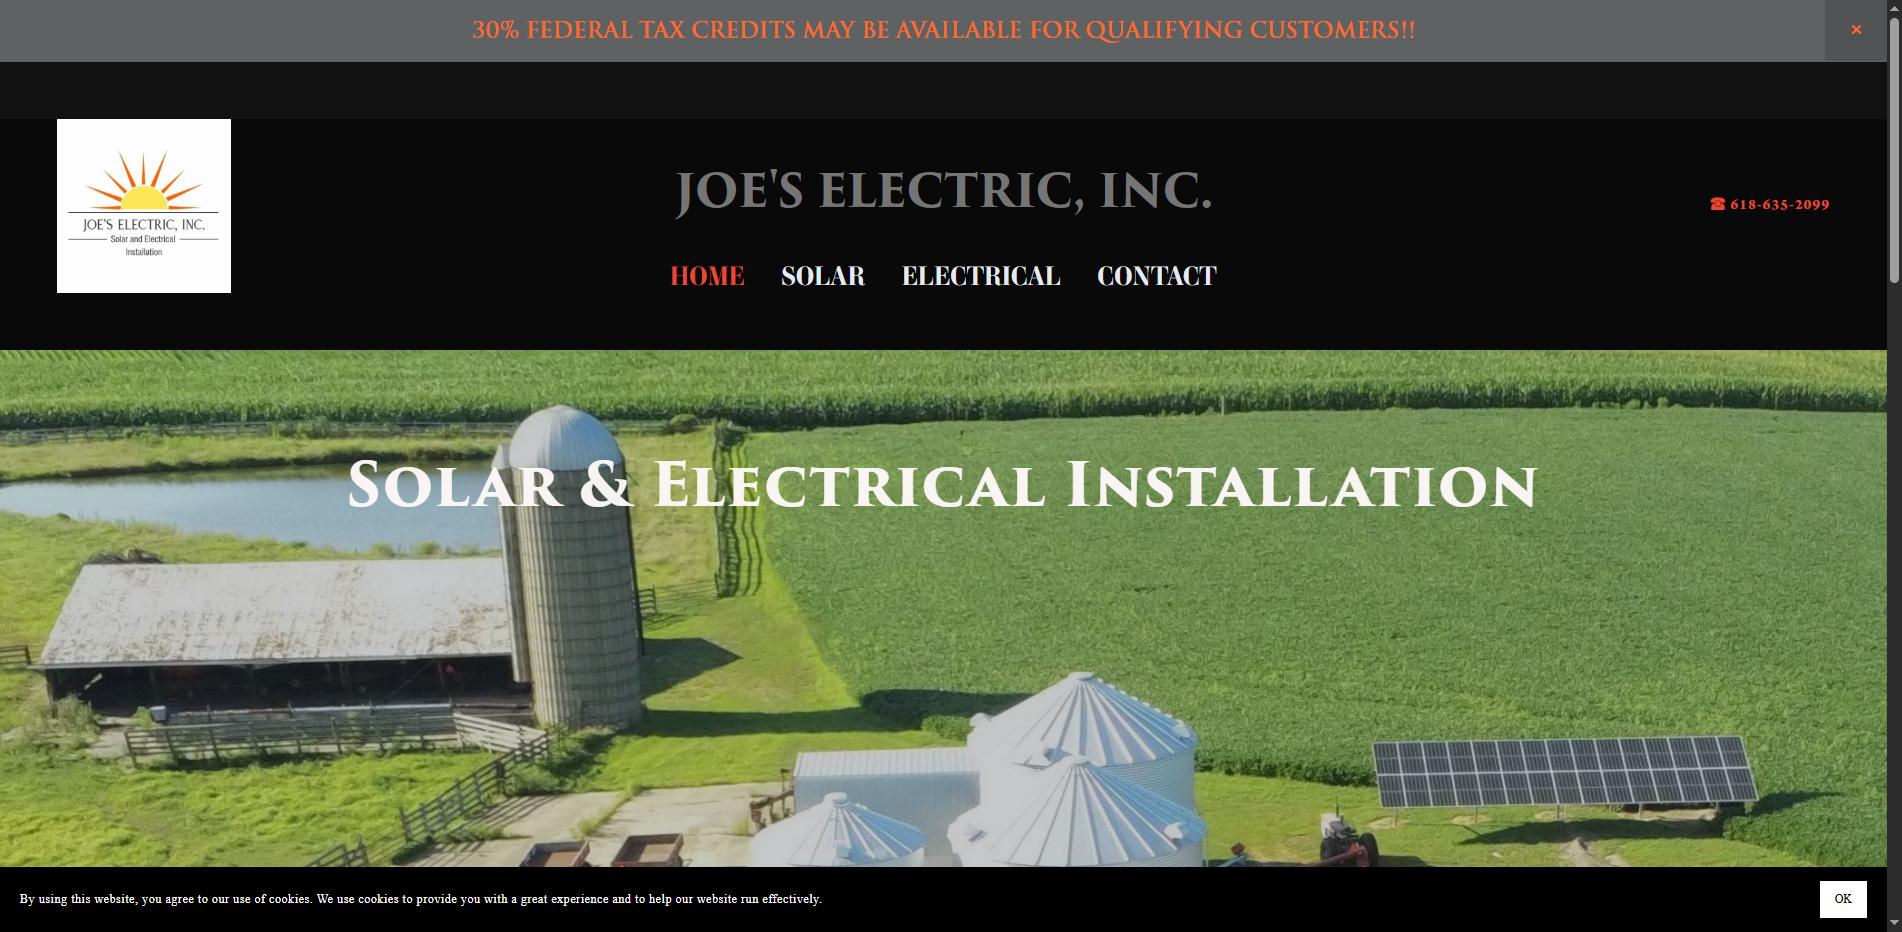 30% FEDERAL TAX CREDITS MAY BE AVAILABLE FOR QUALIFYING CUSTOMERS!!
×
JOE'S ELECTRIC, INC.
Solar and Electrical
Installation
JOE'S ELECTRIC, INC.
☎ 618-635-2099
HOME SOLAR ELECTRICAL CONTACT
Solar & Electrical Installation
By using this website, you agree to our use of cookies. We use cookies to provide you with a great experience and to help our website run effectively.
OK